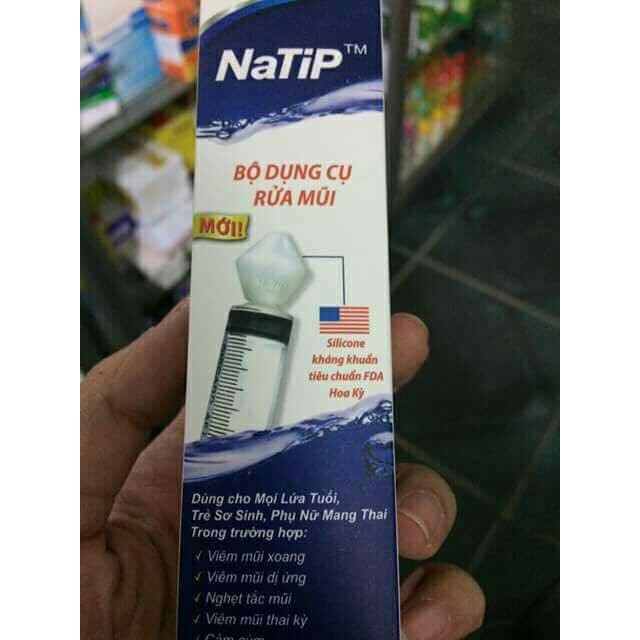 NaTiP™
BỘ DỤNG CỤ
RỬA MŨI
MỚI!!
Silicone
kháng khuẩn
tiêu chuẩn FDA
Hoa Kỳ
Dùng cho Mọi Lứa Tuổi,
Trẻ Sơ Sinh, Phụ Nữ Mang Thai
Trong trường hợp:
✓ Viêm mũi xoang
✓ Viêm mũi dị ứng
✓ Nghẹt tắc mũi
✓ Viêm mũi thai kỳ
Cảm cúm